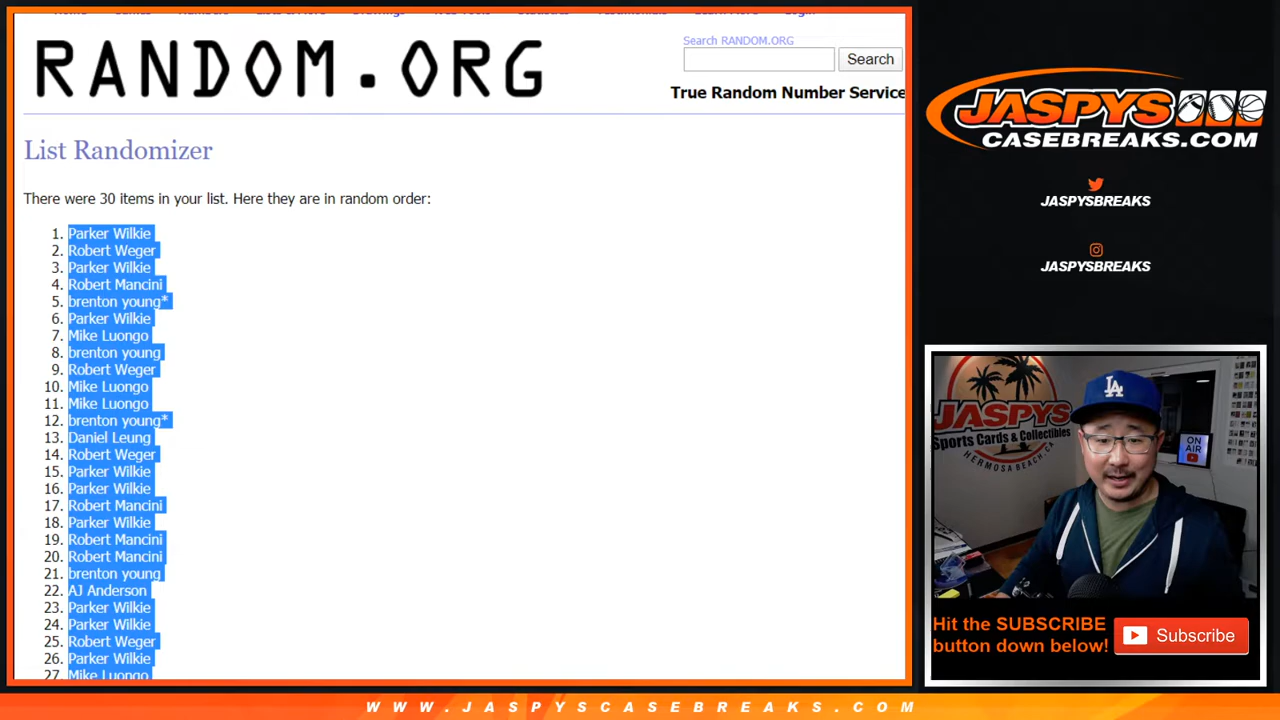 RANDOM.ORG
Search RANDOM.ORG
Search
True Random Number Service
List Randomizer
There were 30 items in your list. Here they are in random order:
1. Parker Wilkie
2. Robert Weger
3. Parker Wilkie
4. Robert Mancini
5. brenton young*
6. Parker Wilkie
7. Mike Luongo
8. brenton young
9. Robert Weger
10. Mike Luongo
11. Mike Luongo
12. brenton young*
13. Daniel Leung
14. Robert Weger
15. Parker Wilkie
16. Parker Wilkie
17. Robert Mancini
18. Parker Wilkie
19. Robert Mancini
20. Robert Mancini
21. brenton young
22. AJ Anderson
23. Parker Wilkie
24. Parker Wilkie
25. Robert Weger
26. Parker Wilkie
27. Mike Luongo
JASPYS
CASEBREAKS.COM
JASPYSBREAKS
JASPYSBREAKS
JASPYS
Sports Cards & Collectibles
HERMOSA BEACH, CA
LA
ON
AIR
Hit the SUBSCRIBE
button down below!
Subscribe
WWW.JASPYSCASEBREAKS.COM